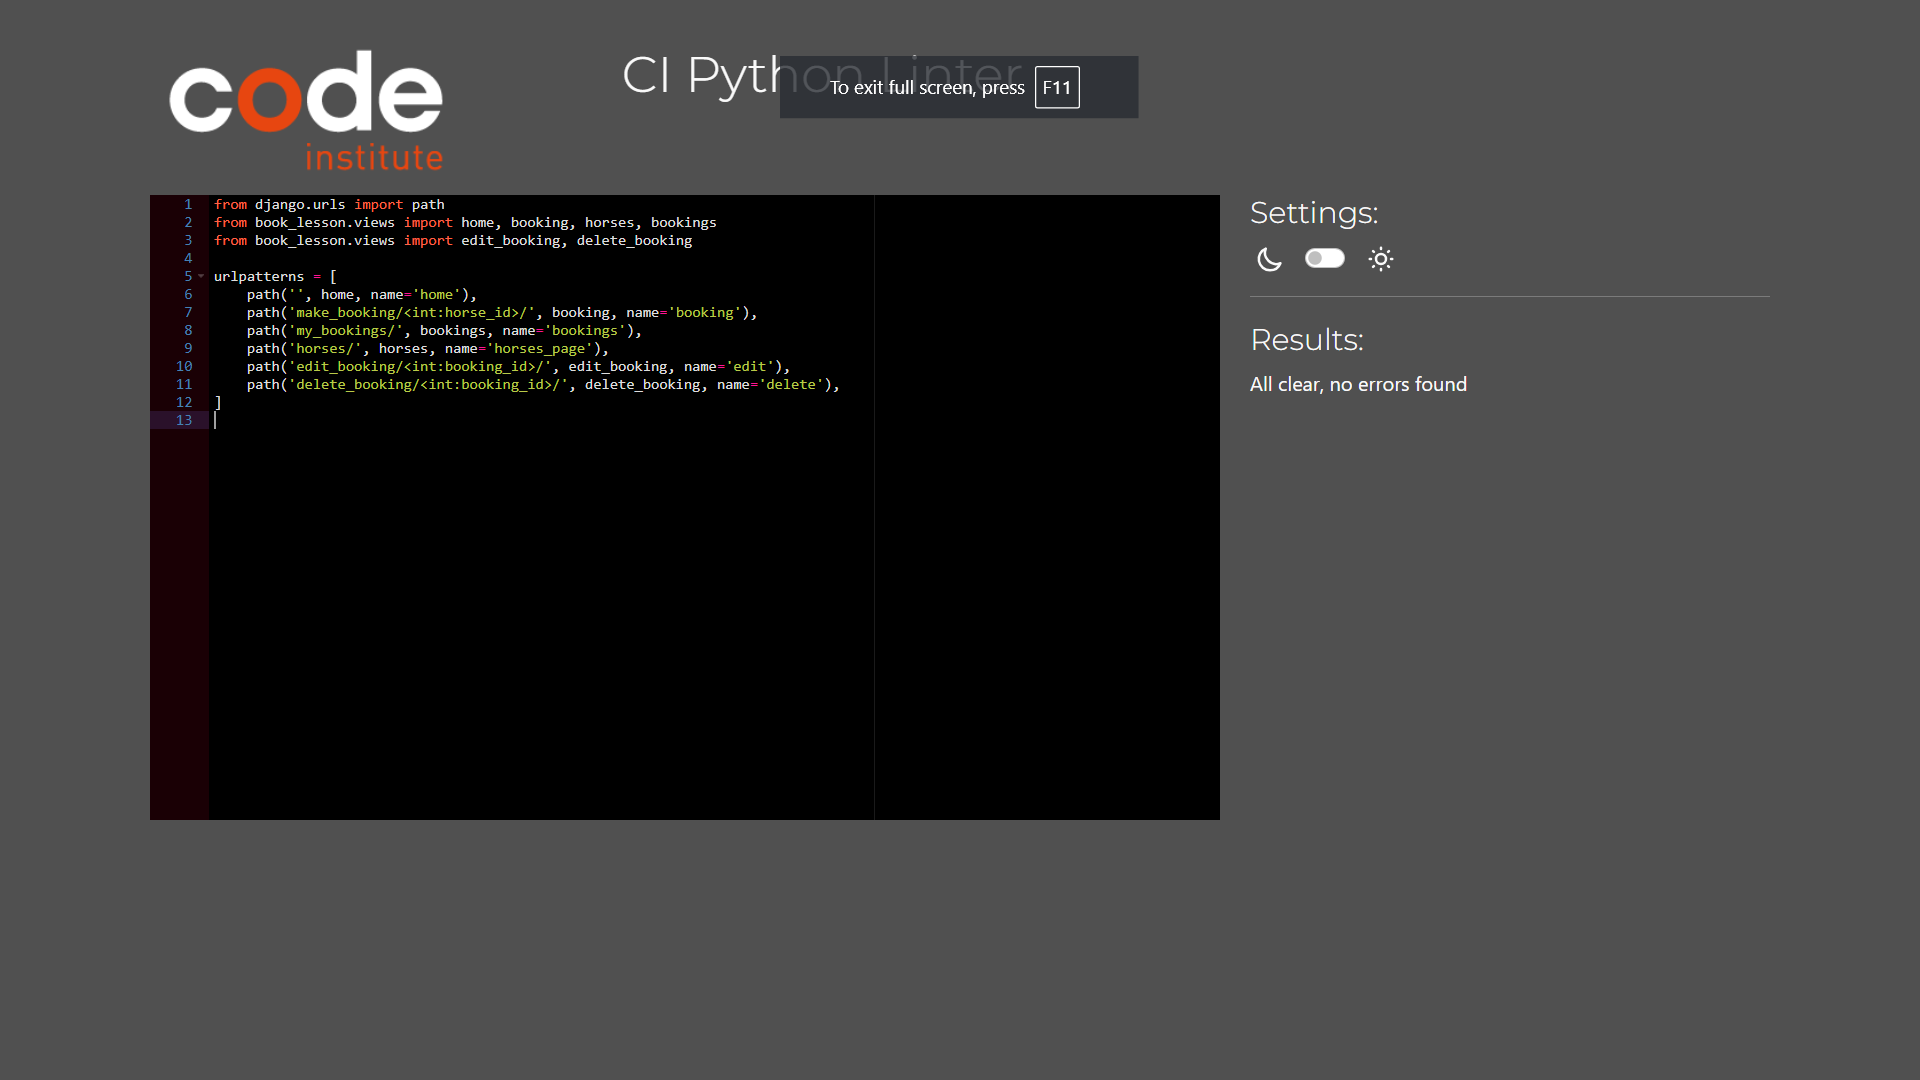 code
institute
CI Python Linter
To exit full screen, press F11
1 from django.urls import path
2 from book_lesson.views import home, booking, horses, bookings
3 from book_lesson.views import edit_booking, delete_booking
4
5 urlpatterns = [
6     path('', home, name='home'),
7     path('make_booking/<int:horse_id>/', booking, name='booking'),
8     path('my_bookings/', bookings, name='bookings'),
9     path('horses/', horses, name='horses_page'),
10     path('edit_booking/<int:booking_id>/', edit_booking, name='edit'),
11     path('delete_booking/<int:booking_id>/', delete_booking, name='delete'),
12 ]
13
Settings:
Results:
All clear, no errors found